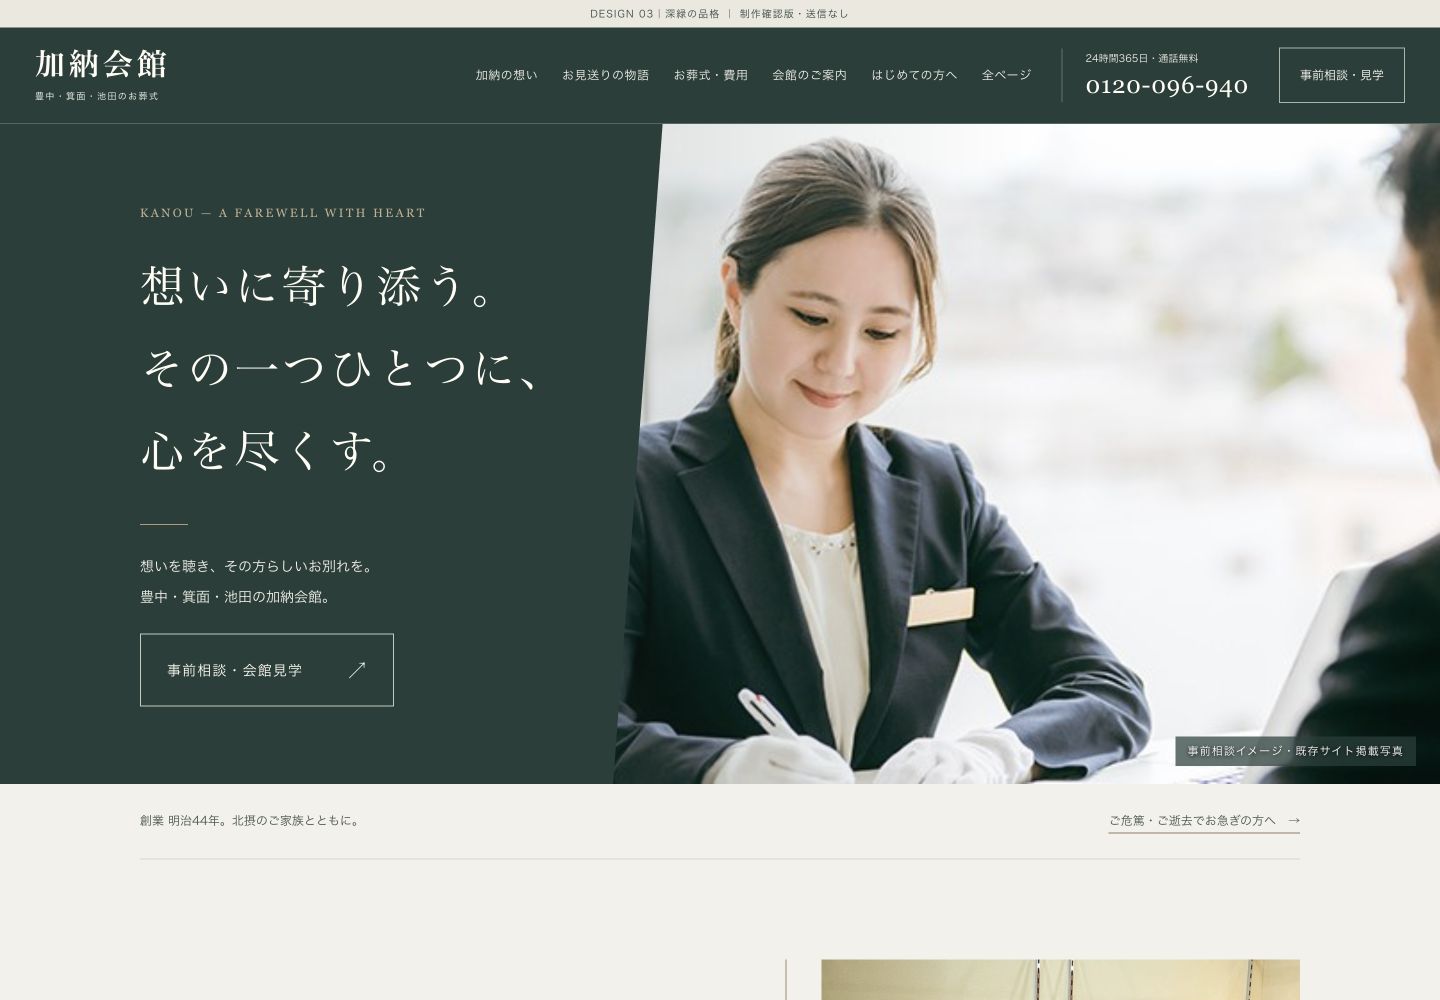 DESIGN 03｜深緑の品格 ｜ 制作確認版・送信なし
加納会館
豊中・箕面・池田のお葬式
加納の想い
お見送りの物語
お葬式・費用
会館のご案内
はじめての方へ
全ページ
24時間365日・通話無料
0120-096-940
事前相談・見学
KANOU — A FAREWELL WITH HEART
想いに寄り添う。
その一つひとつに、
心を尽くす。
想いを聴き、その方らしいお別れを。
豊中・箕面・池田の加納会館。
事前相談・会館見学 ↗
事前相談イメージ・既存サイト掲載写真
創業 明治44年。北摂のご家族とともに。
ご危篤・ご逝去でお急ぎの方へ →